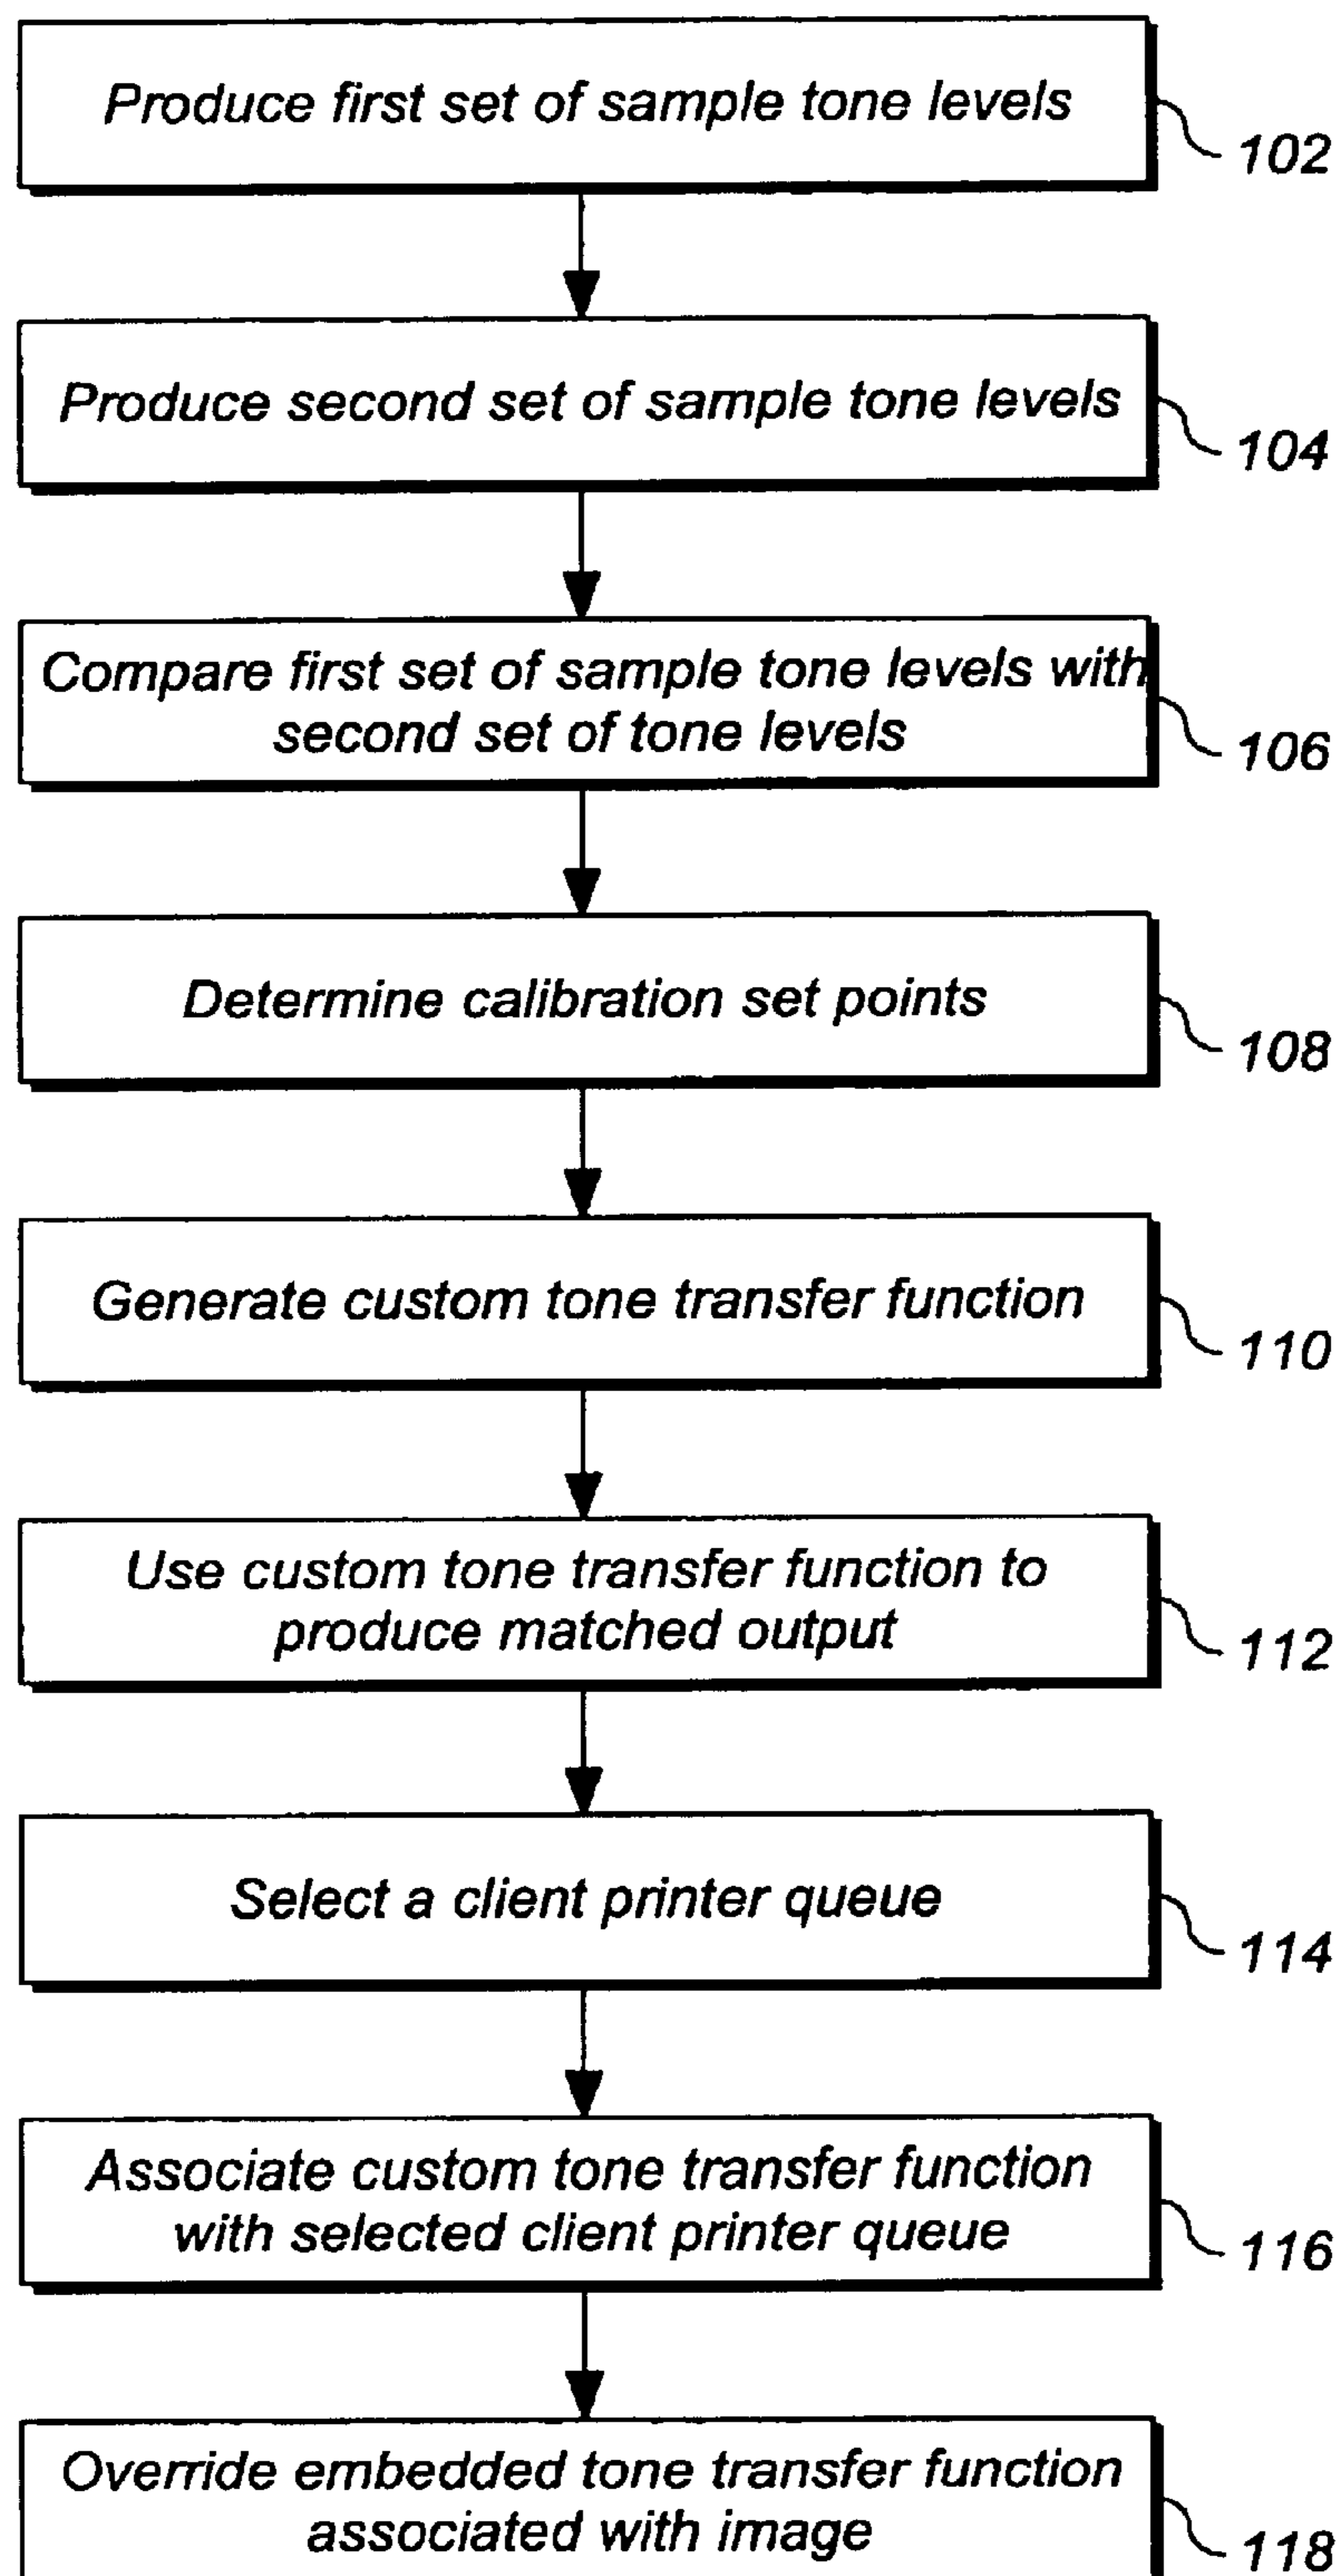 Produce first set of sample tone levels
102
Produce second set of sample tone levels
104
Compare first set of sample tone levels with
second set of tone levels
106
Determine calibration set points
108
Generate custom tone transfer function
110
Use custom tone transfer function to
produce matched output
112
Select a client printer queue
114
Associate custom tone transfer function
with selected client printer queue
116
Override embedded tone transfer function
associated with image
118